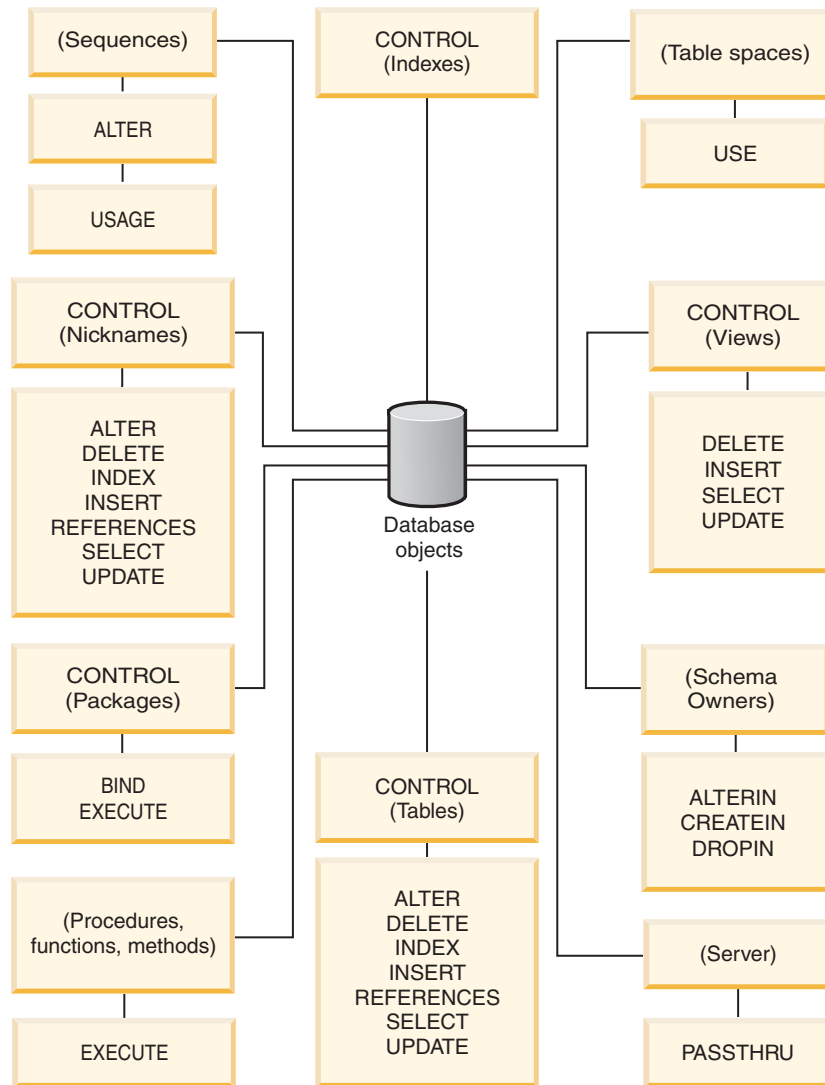 (Sequences)
ALTER
USAGE
CONTROL
(Indexes)
(Table spaces)
USE
CONTROL
(Nicknames)
ALTER
DELETE
INDEX
INSERT
REFERENCES
SELECT
UPDATE
CONTROL
(Views)
DELETE
INSERT
SELECT
UPDATE
Database
objects
CONTROL
(Packages)
BIND
EXECUTE
(Schema
Owners)
ALTERIN
CREATEIN
DROPIN
CONTROL
(Tables)
ALTER
DELETE
INDEX
INSERT
REFERENCES
SELECT
UPDATE
(Procedures,
functions, methods)
EXECUTE
(Server)
PASSTHRU